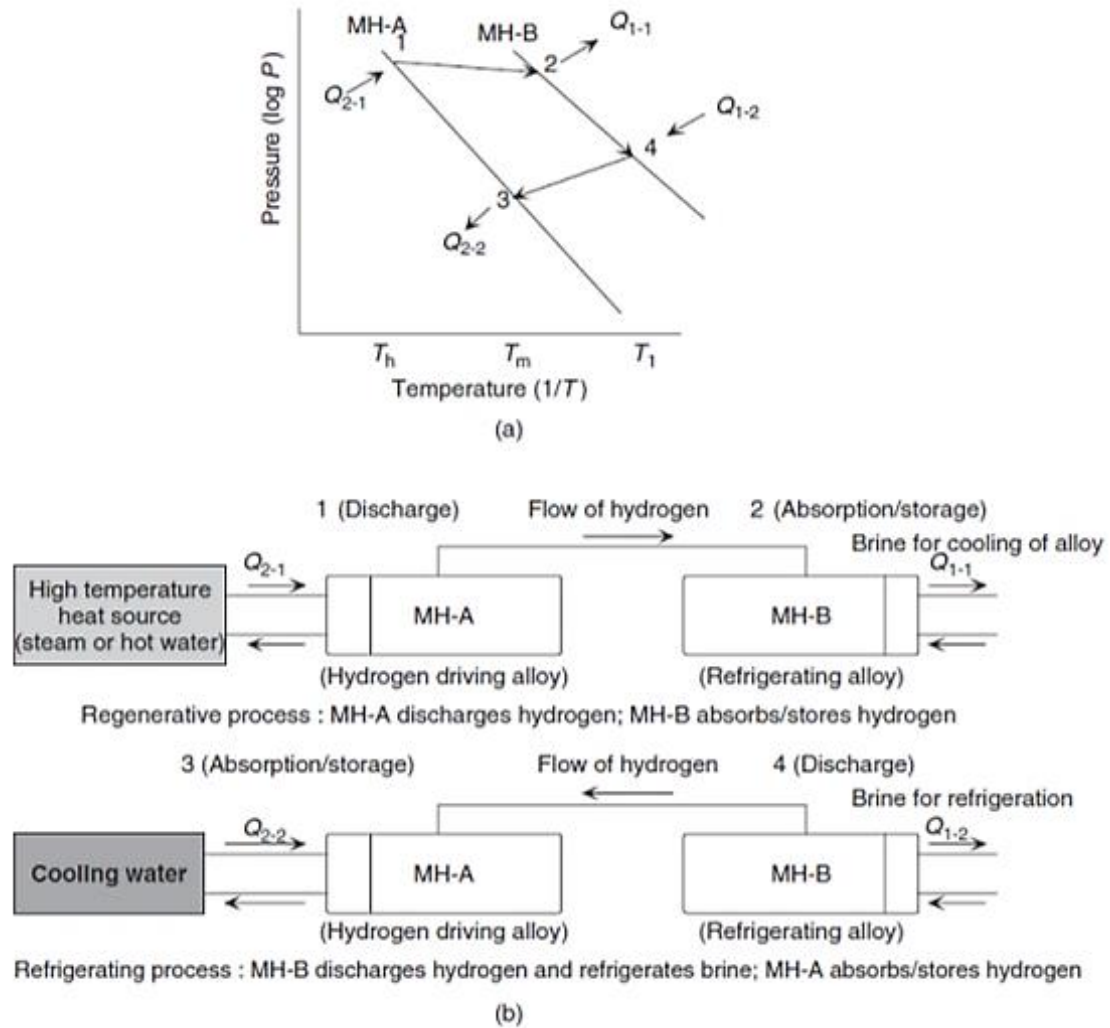 MH-A
1
MH-B
2
Q1-1
Q2-1
Q1-2
4
3
Q2-2
Pressure (log P)
Th
Tm
T1
Temperature (1/T)
(a)
1 (Discharge)
Flow of hydrogen
2 (Absorption/storage)
Brine for cooling of alloy
High temperature
heat source
(steam or hot water)
Q2-1
MH-A
MH-B
Q1-1
(Hydrogen driving alloy)
(Refrigerating alloy)
Regenerative process : MH-A discharges hydrogen; MH-B absorbs/stores hydrogen
3 (Absorption/storage)
Flow of hydrogen
4 (Discharge)
Brine for refrigeration
Cooling water
Q2-2
MH-A
MH-B
Q1-2
(Hydrogen driving alloy)
(Refrigerating alloy)
Refrigerating process : MH-B discharges hydrogen and refrigerates brine; MH-A absorbs/stores hydrogen
(b)